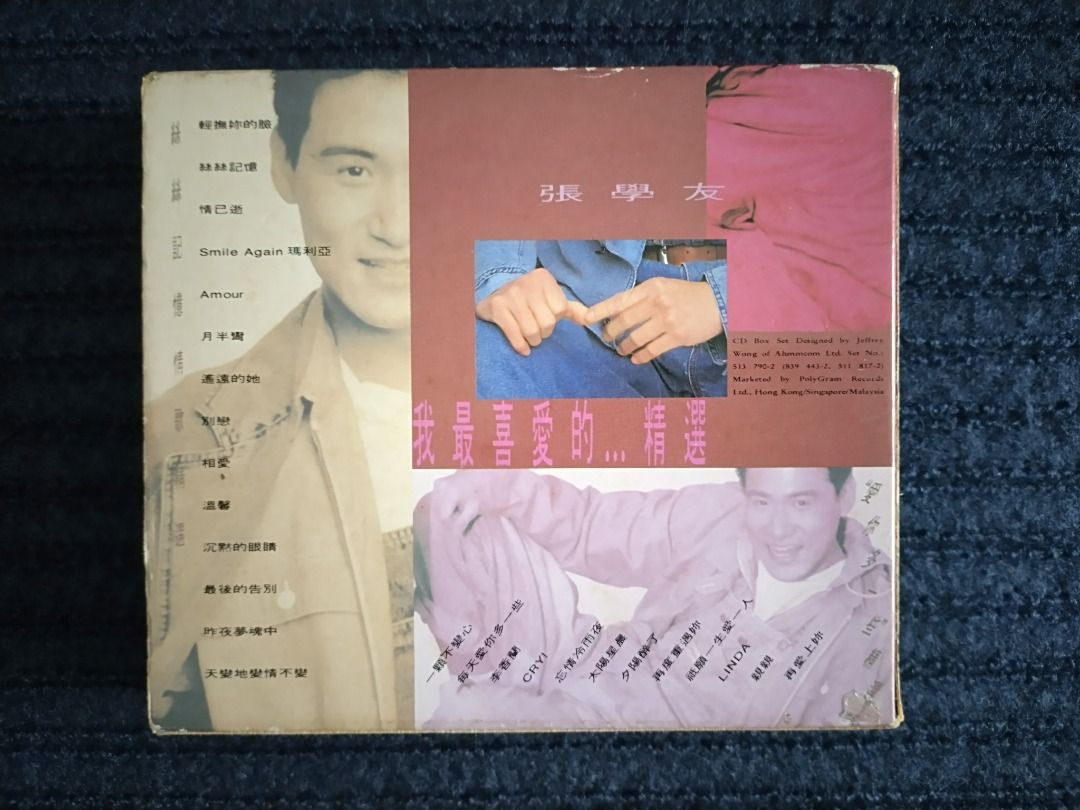 輕撫妳的臉
絲絲記憶
情已逝
Smile Again 瑪利亞
Amour
月半彎
遙遠的她
別戀
相愛
溫馨
沉默的眼睛
最後的告別
昨夜夢魂中
天變地變情不變
張學友
CD Box Set Designed by Jeffrey
Wong of Ahmmcom Ltd. Set No.:
513 790-2 (839 443-2, 511 837-2)
Marketed by PolyGram Records
Ltd., Hong Kong/Singapore/Malaysia
我最喜愛的...精選
一顆不變心
每天愛你多一些
李香蘭
CRY!
忘情冷雨夜
太陽星晨
夕陽醉了
再度重遇妳
祇願一生愛一人
LINDA
親親
再愛上妳